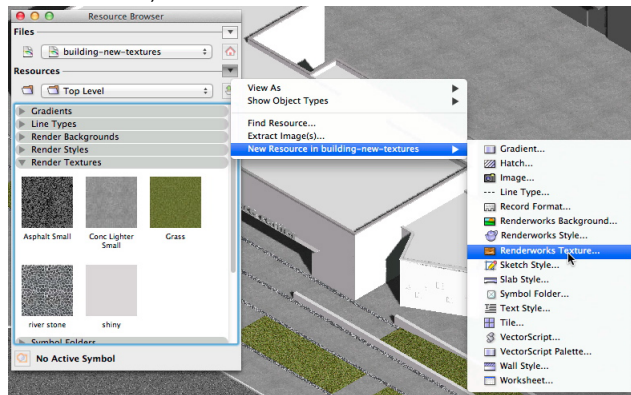 Resource Browser
Files
building-new-textures
Resources
Top Level
Gradients
Line Types
Render Backgrounds
Render Styles
Render Textures
Asphalt Small
Conc Lighter
Small
Grass
river stone
shiny
Symbol Folders
No Active Symbol
View As
Show Object Types
Find Resource...
Extract Image(s)...
New Resource in building-new-textures
Gradient...
Hatch...
Image...
Line Type...
Record Format...
Renderworks Background...
Renderworks Style...
Renderworks Texture...
Sketch Style...
Slab Style...
Symbol Folder...
Text Style...
Tile...
VectorScript...
VectorScript Palette...
Wall Style...
Worksheet...